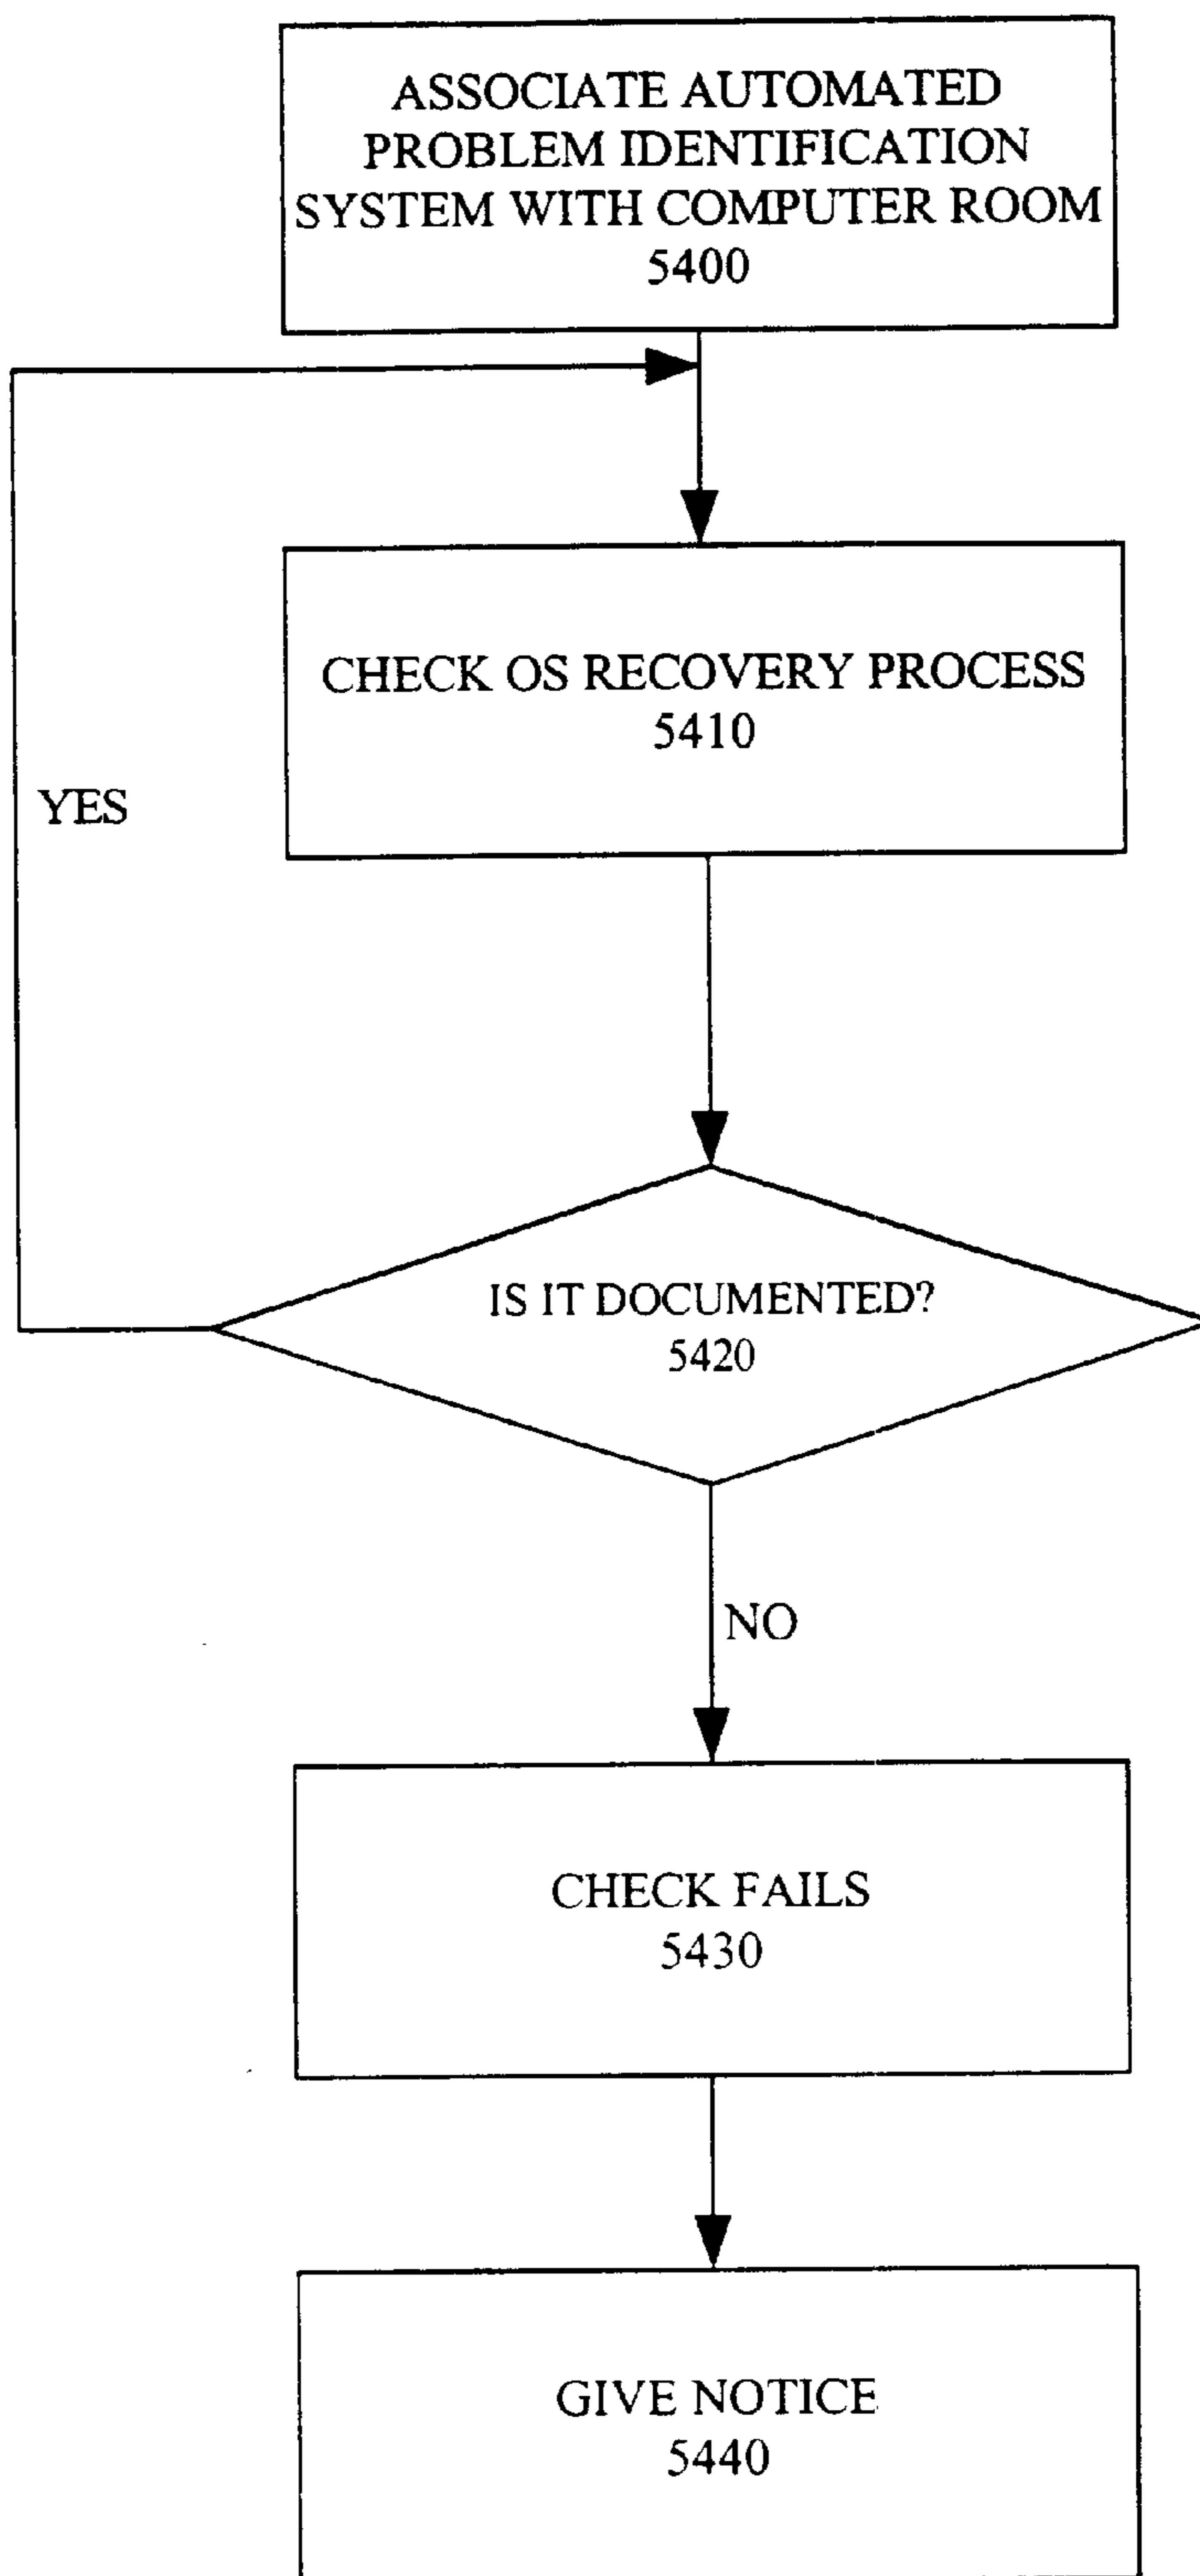 ASSOCIATE AUTOMATED
PROBLEM IDENTIFICATION
SYSTEM WITH COMPUTER ROOM
5400
CHECK OS RECOVERY PROCESS
5410
YES
IS IT DOCUMENTED?
5420
NO
CHECK FAILS
5430
GIVE NOTICE
5440